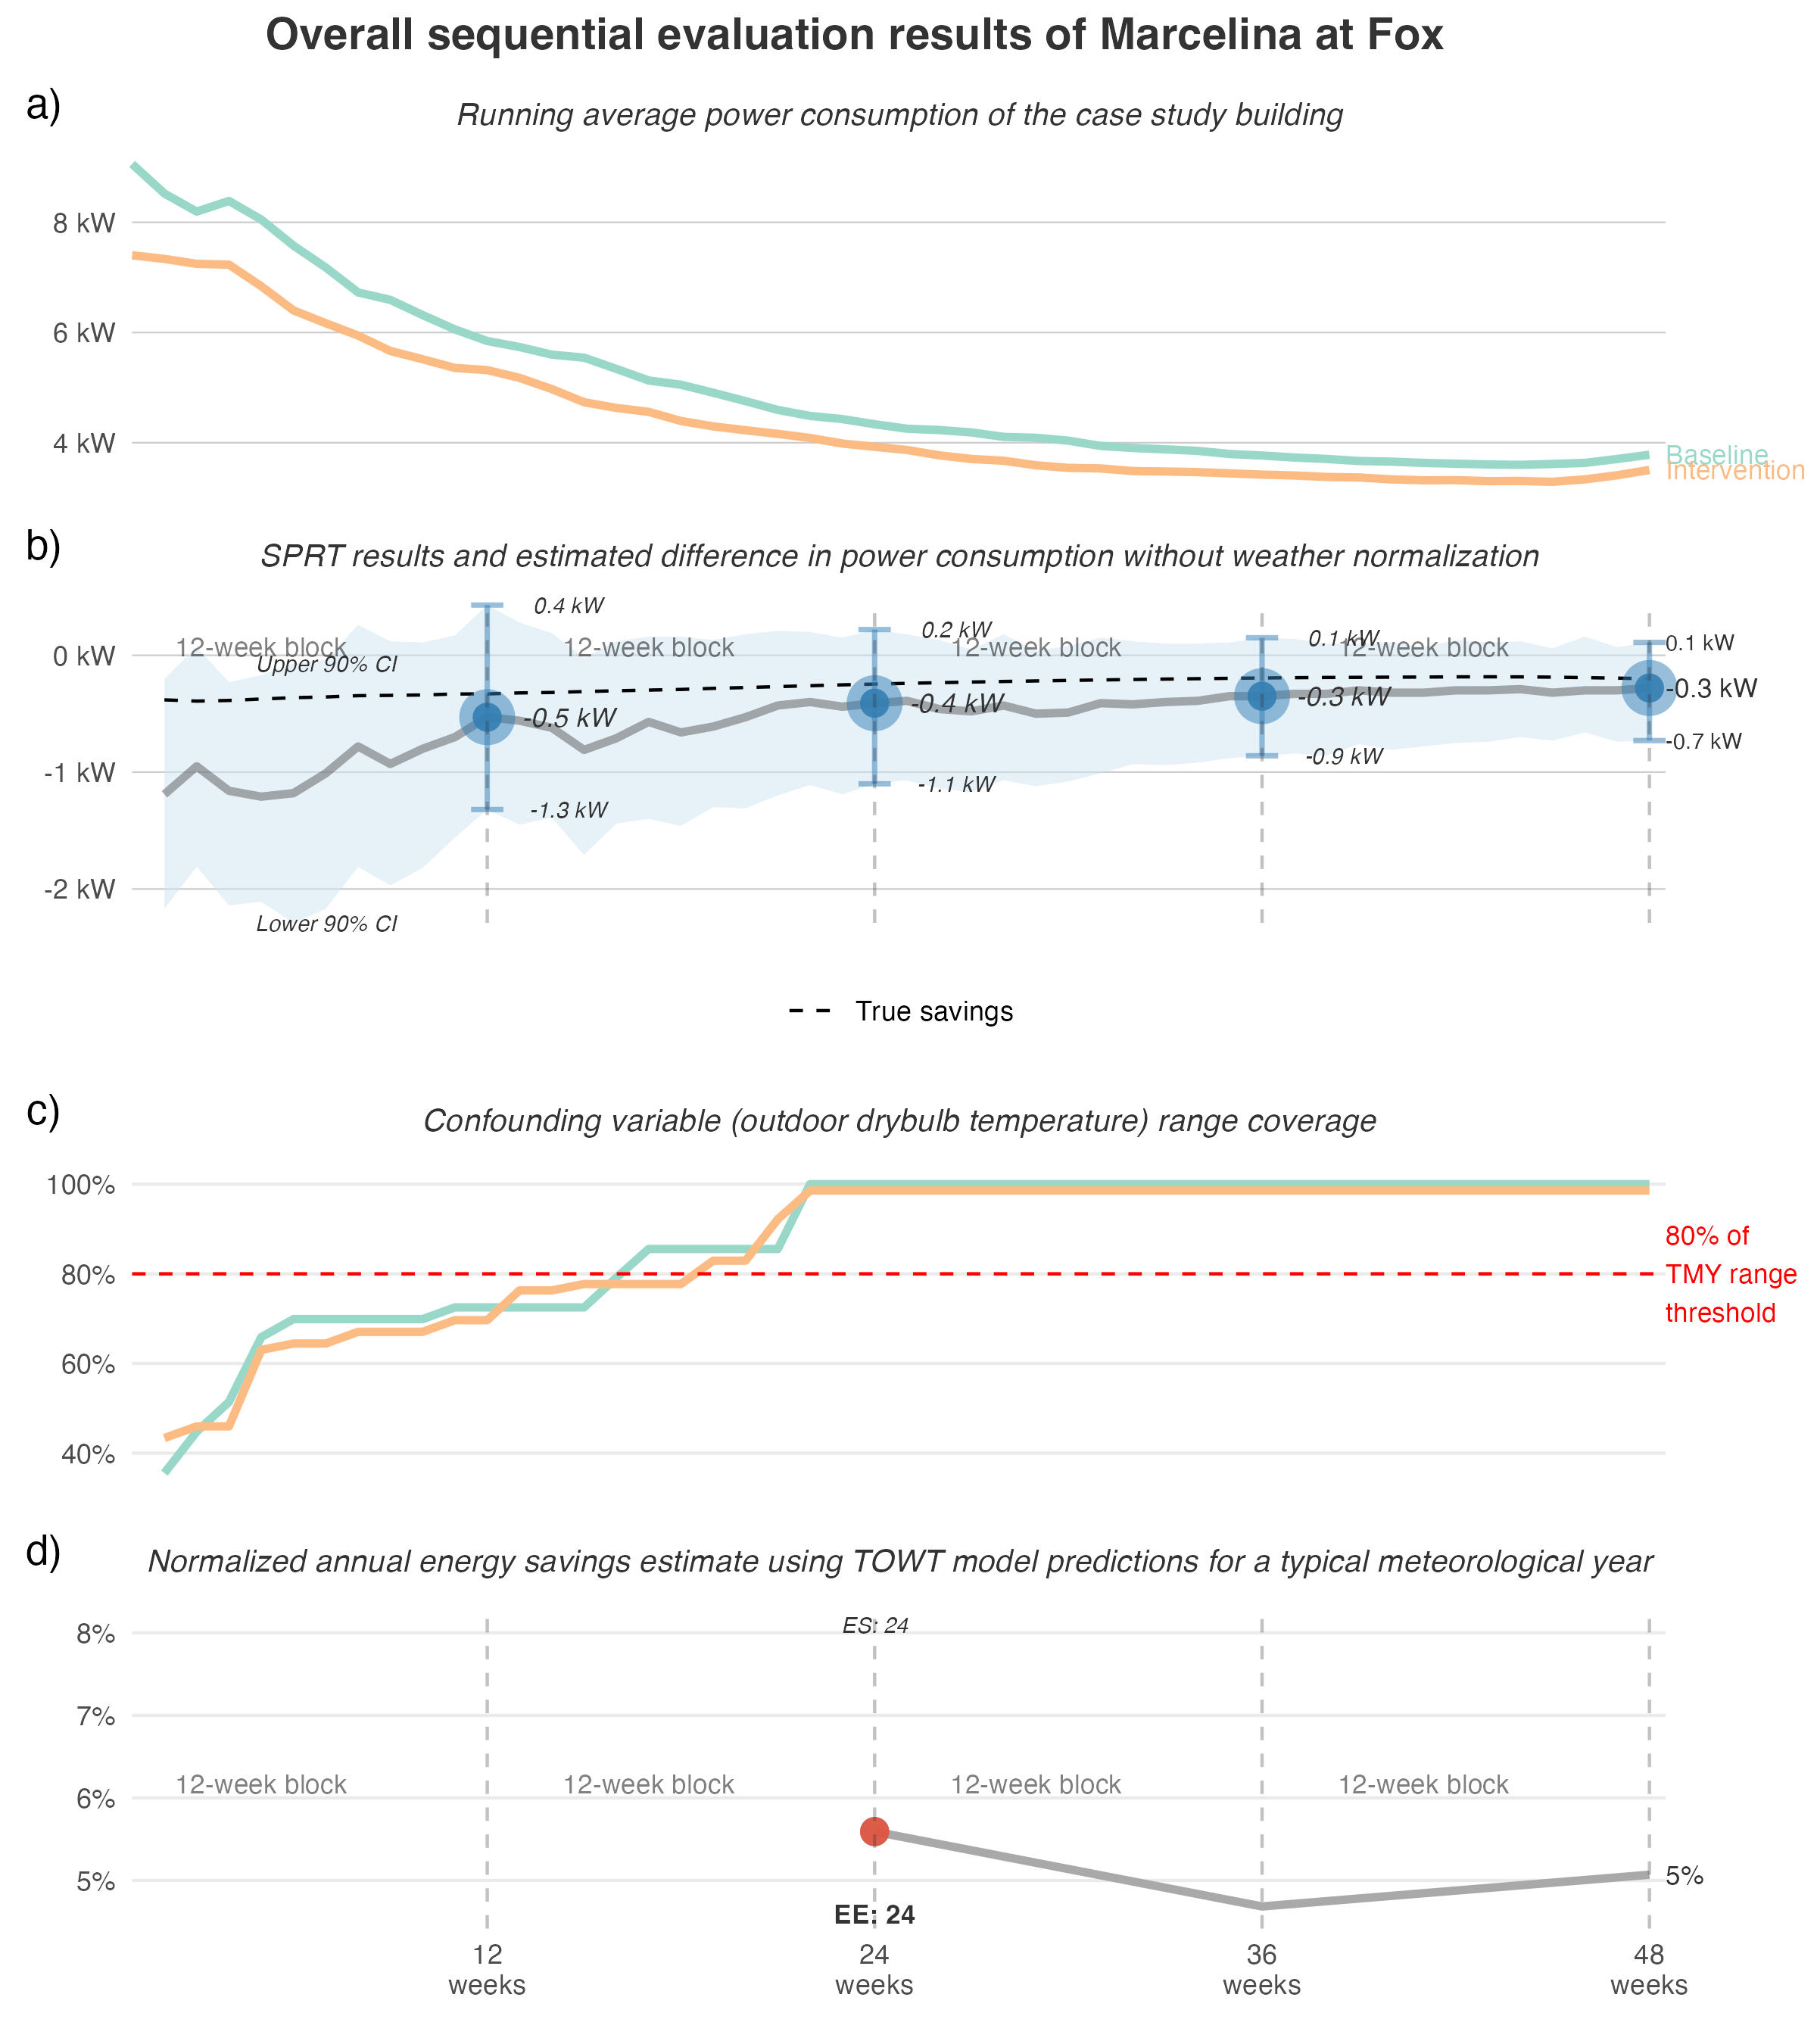 Overall sequential evaluation results of Marcelina at Fox
a)
Running average power consumption of the case study building
8 kW
6 kW
4 kW
Baseline
Intervention
b)
SPRT results and estimated difference in power consumption without weather normalization
0.4 kW
0.2 kW
0.1 kW
0.1 kW
12-week block
12-week block
12-week block
12-week block
0 kW
Upper 90% CI
-0.5 kW
-0.4 kW
-0.3 kW
-0.3 kW
-0.7 kW
-0.9 kW
-1 kW
-1.1 kW
-1.3 kW
-2 kW
Lower 90% CI
True savings
c)
Confounding variable (outdoor drybulb temperature) range coverage
100%
80%
60%
40%
80% of
TMY range
threshold
d)
Normalized annual energy savings estimate using TOWT model predictions for a typical meteorological year
ES: 24
8%
7%
12-week block
12-week block
12-week block
12-week block
6%
5%
5%
EE: 24
12
weeks
24
weeks
36
weeks
48
weeks